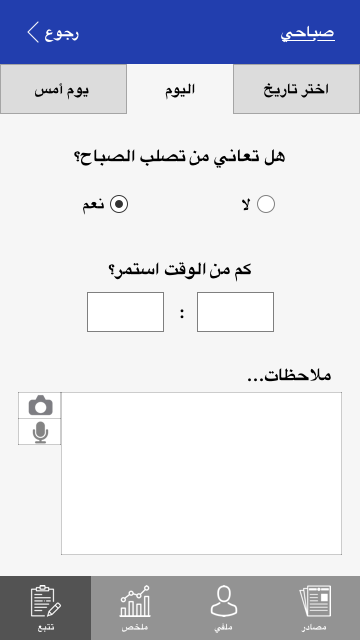 صباحي
رجوع
اختر تاريخ
اليوم
يوم أمس
هل تعاني من تصلب الصباح؟
لا
نعم
كم من الوقت استمر؟
:
ملاحظات...
مصادر
ملفي
ملخص
تتبع